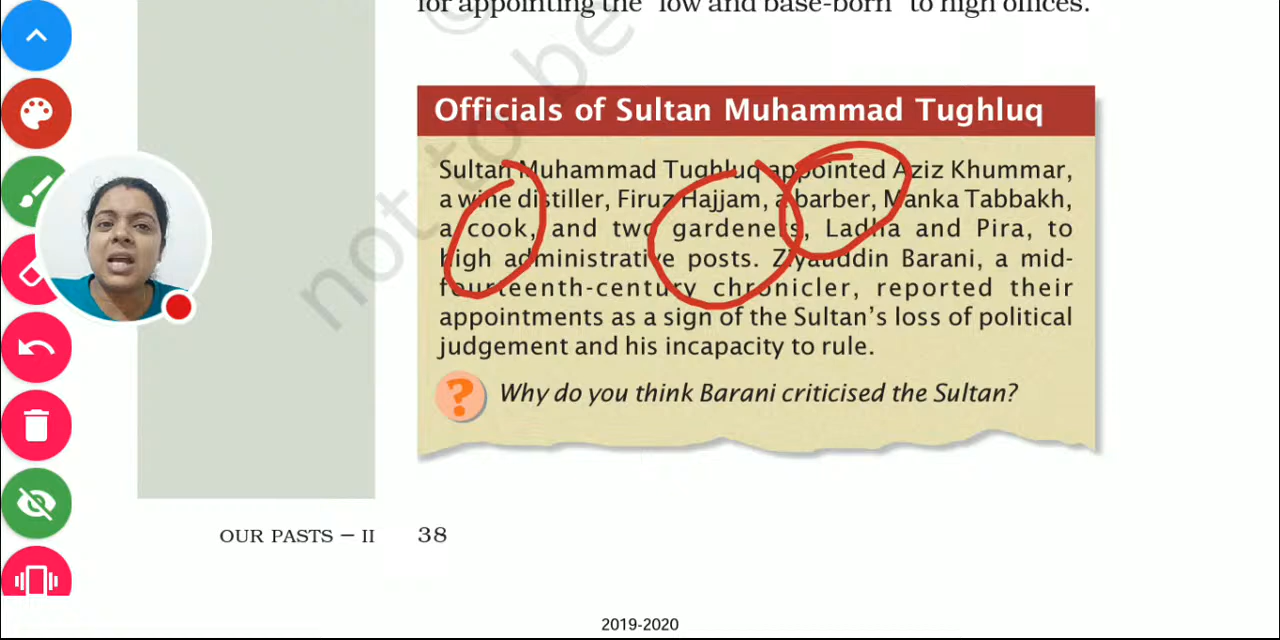 for appointing the "low and base-born" to high offices.
not to be
©
Officials of Sultan Muhammad Tughluq
Sultan Muhammad Tughluq appointed Aziz Khummar,
a wine distiller, Firuz Hajjam, a barber, Manka Tabbakh,
a cook, and two gardeners, Ladha and Pira, to
high administrative posts. Ziyauddin Barani, a mid-
fourteenth-century chronicler, reported their
appointments as a sign of the Sultan's loss of political
judgement and his incapacity to rule.
? Why do you think Barani criticised the Sultan?
OUR PASTS – II 38
2019-2020